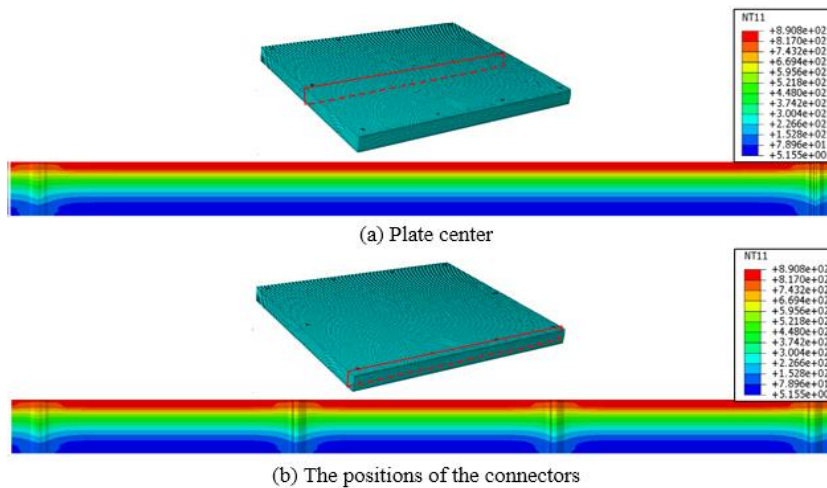 NT11
+8.908e+02
+8.170e+02
+7.432e+02
+6.694e+02
+5.956e+02
+5.218e+02
+4.480e+02
+3.742e+02
+3.004e+02
+2.266e+02
+1.528e+02
+7.896e+01
+5.155e+00
(a) Plate center
NT11
+8.908e+02
+8.170e+02
+7.432e+02
+6.694e+02
+5.956e+02
+5.218e+02
+4.480e+02
+3.742e+02
+3.004e+02
+2.266e+02
+1.528e+02
+7.896e+01
+5.155e+00
(b) The positions of the connectors